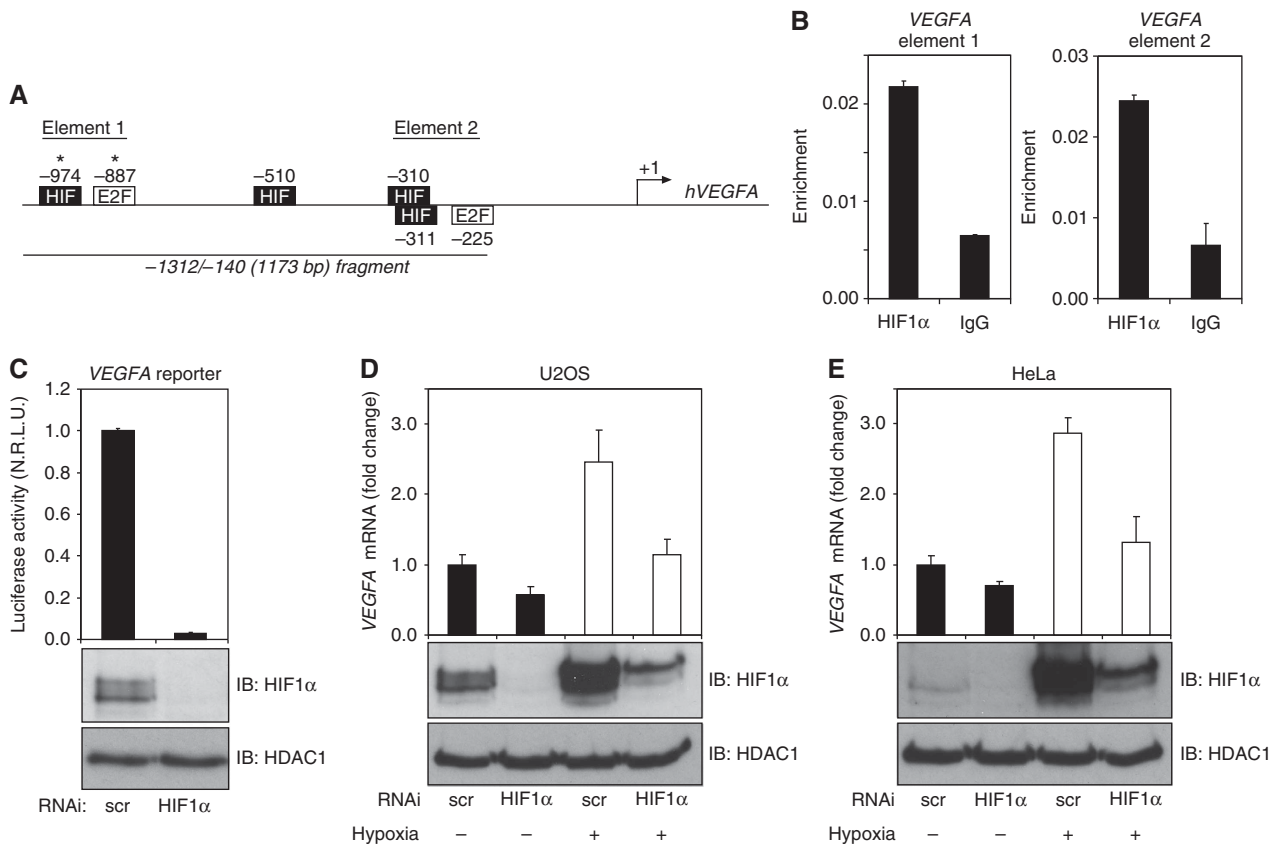 A
Element 1
Element 2
* *
–974 –887 –510 –310 +1
HIF E2F HIF HIF hVEGFA
HIF E2F
–311 –225
–1312/–140 (1173 bp) fragment
B
VEGFA
element 1
Enrichment
0.02
0.01
0.00
HIF1α IgG
VEGFA
element 2
Enrichment
0.03
0.02
0.01
0.00
HIF1α IgG
C
VEGFA reporter
Luciferase activity (N.R.L.U.)
1.2
1.0
0.8
0.6
0.4
0.2
0.0
IB: HIF1α
IB: HDAC1
RNAi: scr HIF1α
D
U2OS
VEGFA mRNA (fold change)
3.0
2.0
1.0
0.0
IB: HIF1α
IB: HDAC1
RNAi scr HIF1α scr HIF1α
Hypoxia – – + +
E
HeLa
VEGFA mRNA (fold change)
3.0
2.0
1.0
0.0
IB: HIF1α
IB: HDAC1
scr HIF1α scr HIF1α
– – + +